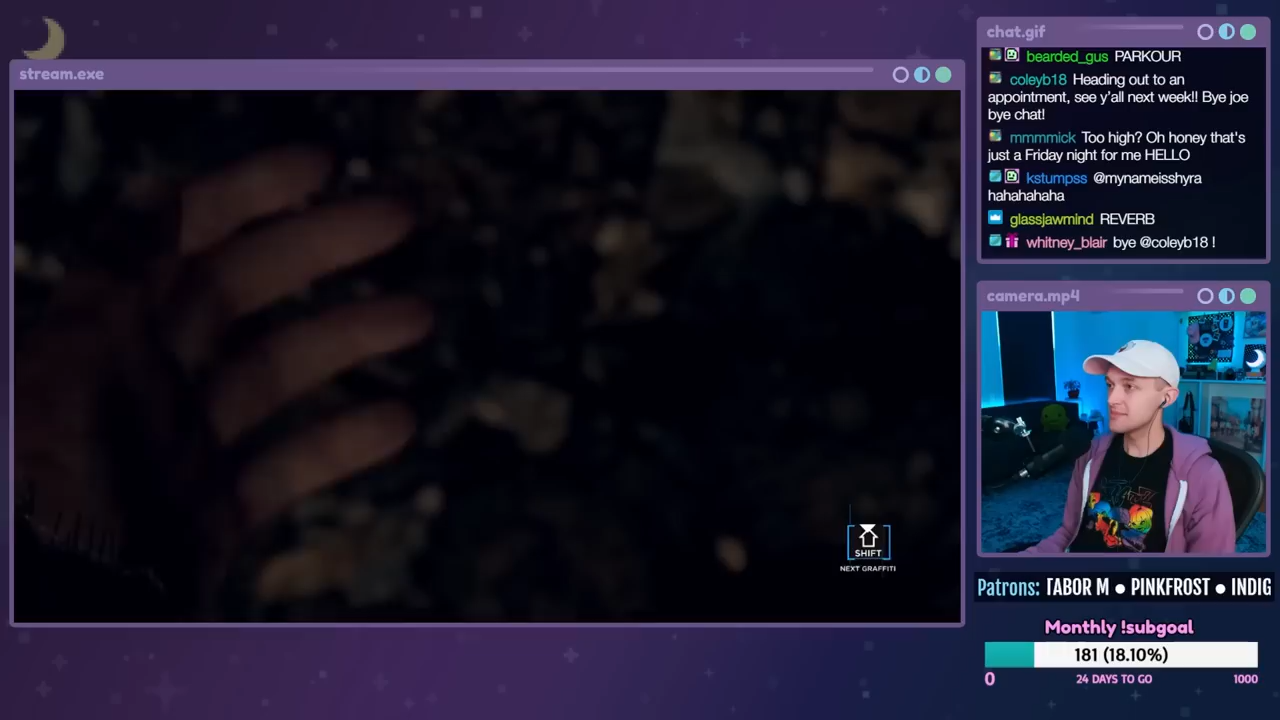 stream.exe
SHIFT
NEXT GRAFFITI
chat.gif
bearded_gus PARKOUR
coleyb18 Heading out to an
appointment, see y'all next week!! Bye joe
bye chat!
mmmmick Too high? Oh honey that's
just a Friday night for me HELLO
kstumpss @mynameisshyra
hahahahaha
glassjawmind REVERB
whitney_blair bye @coleyb18 !
camera.mp4
Patrons: TABOR M ● PINKFROST ● INDIG
Monthly !subgoal
181 (18.10%)
0 24 DAYS TO GO 1000